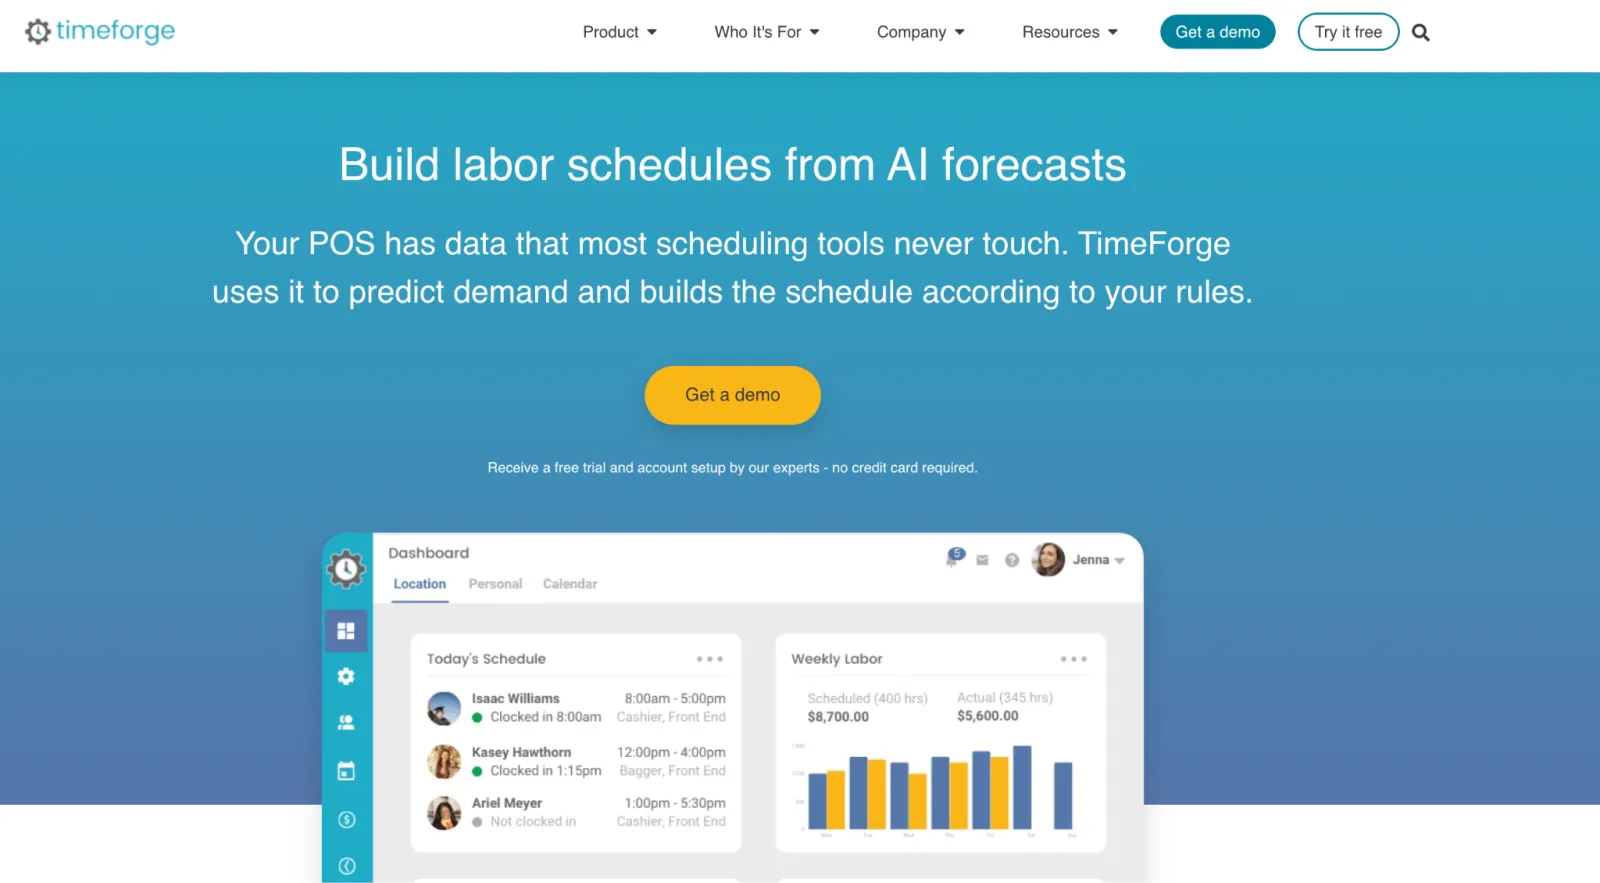 timeforge
Product
Who It's For
Company
Resources
Get a demo
Try it free
Build labor schedules from AI forecasts
Your POS has data that most scheduling tools never touch. TimeForge
uses it to predict demand and builds the schedule according to your rules.
Get a demo
Receive a free trial and account setup by our experts - no credit card required.
Dashboard
5
Jenna
Location
Personal
Calendar
Today's Schedule
Isaac Williams
8:00am - 5:00pm
Clocked in 8:00am
Cashier, Front End
Kasey Hawthorn
12:00pm - 4:00pm
Clocked in 1:15pm
Bagger, Front End
Ariel Meyer
1:00pm - 5:30pm
Not clocked in
Cashier, Front End
Weekly Labor
Scheduled (400 hrs)
Actual (345 hrs)
$8,700.00
$5,600.00